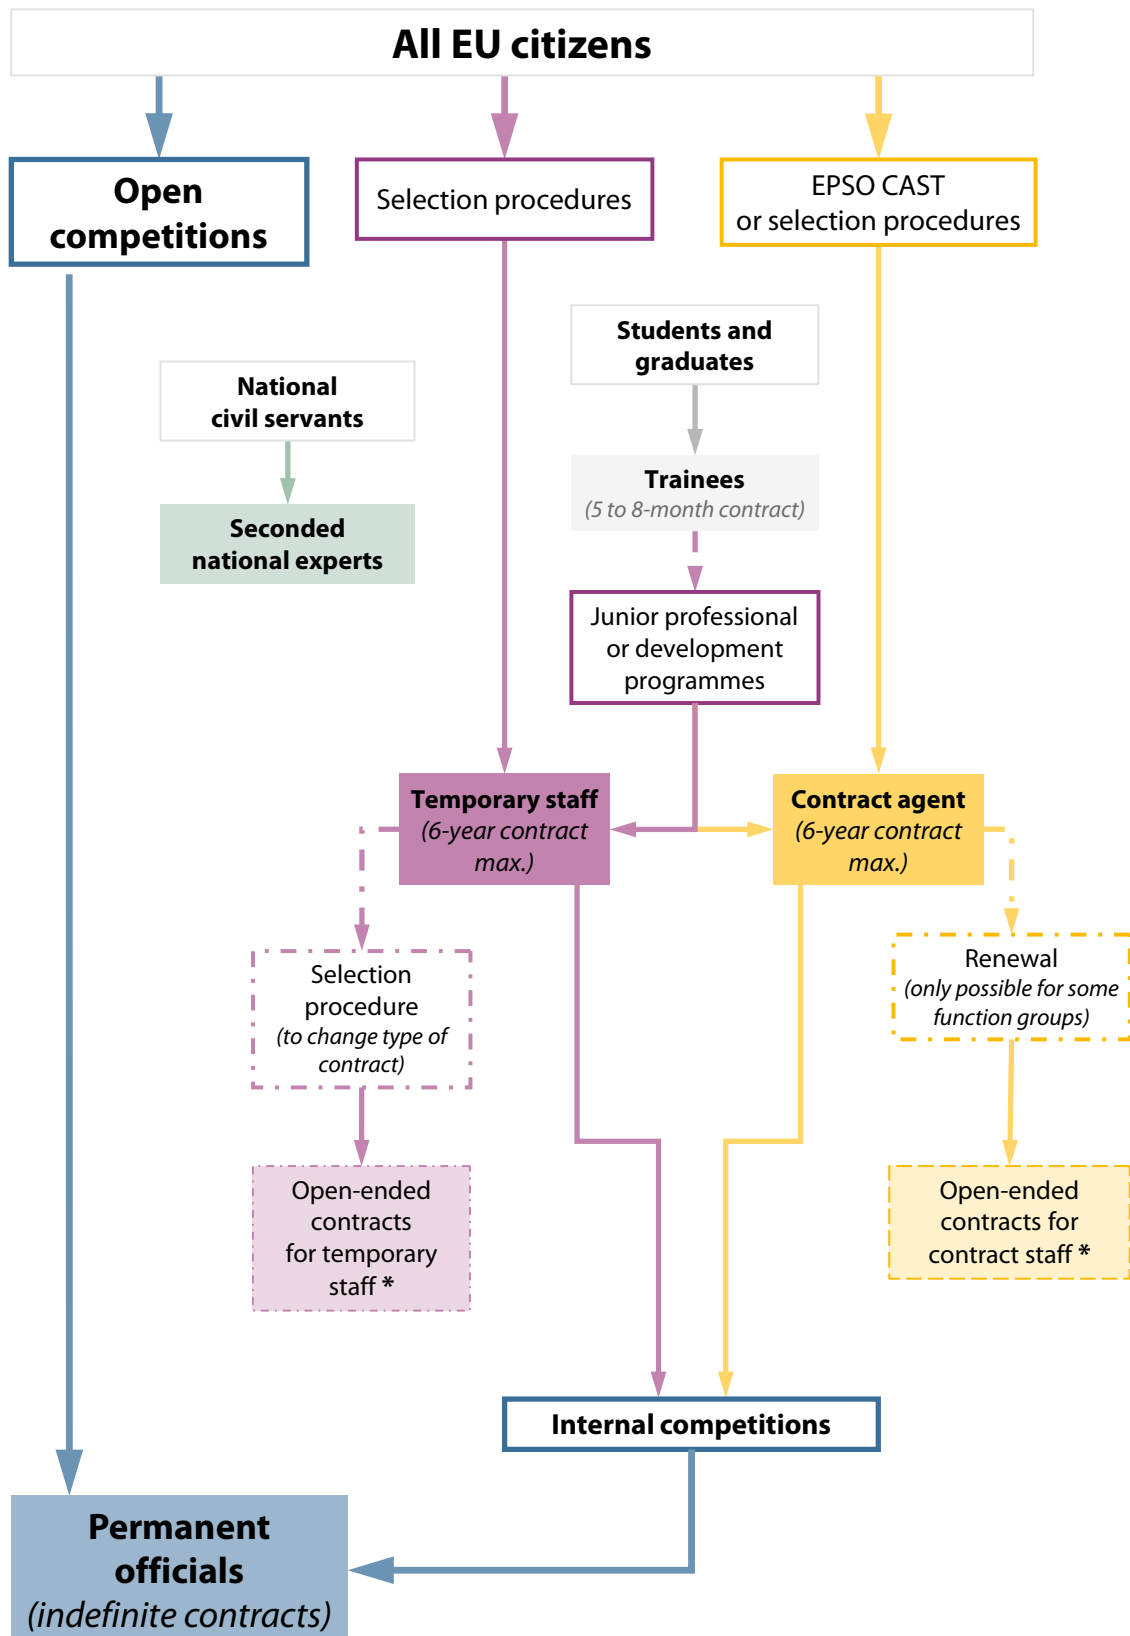 All EU citizens
Open
competitions
Selection procedures
EPSO CAST
or selection procedures
Students and
graduates
National
civil servants
Trainees
(5 to 8-month contract)
Seconded
national experts
Junior professional
or development
programmes
Temporary staff
(6-year contract
max.)
Contract agent
(6-year contract
max.)
Selection
procedure
(to change type of
contract)
Renewal
(only possible for some
function groups)
Open-ended
contracts
for temporary
staff *
Open-ended
contracts for
contract staff *
Internal competitions
Permanent
officials
(indefinite contracts)